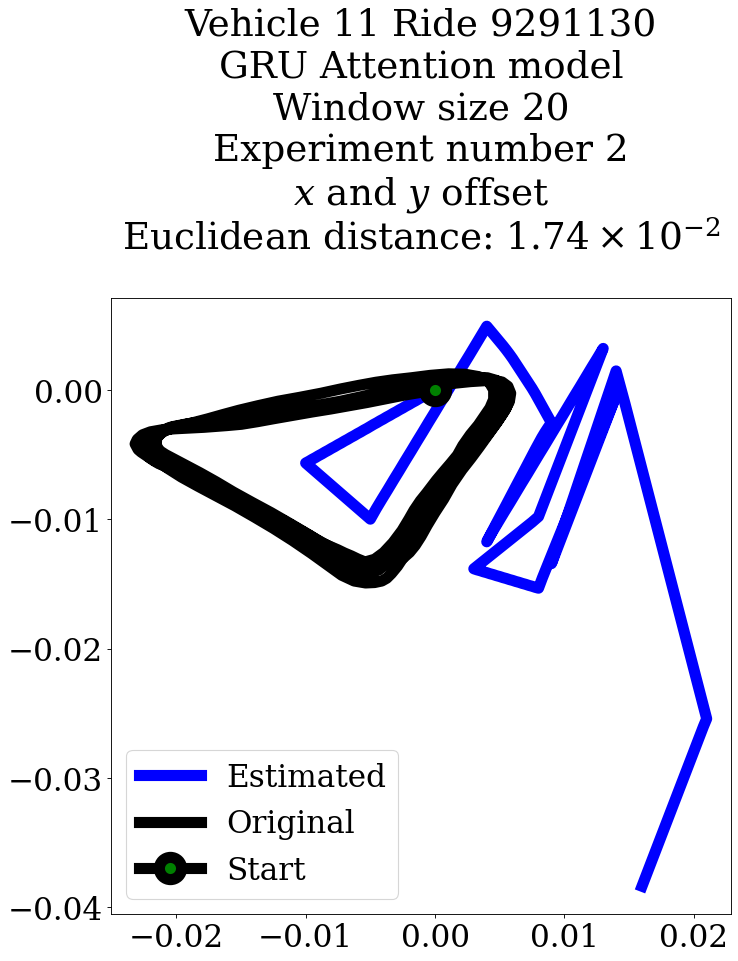 Vehicle 11 Ride 9291130
GRU Attention model
Window size 20
Experiment number 2
x and y offset
Euclidean distance: 1.74 × 10⁻²
0.00
−0.01
−0.02
−0.03
−0.04
Estimated
Original
Start
−0.02 −0.01 0.00 0.01 0.02